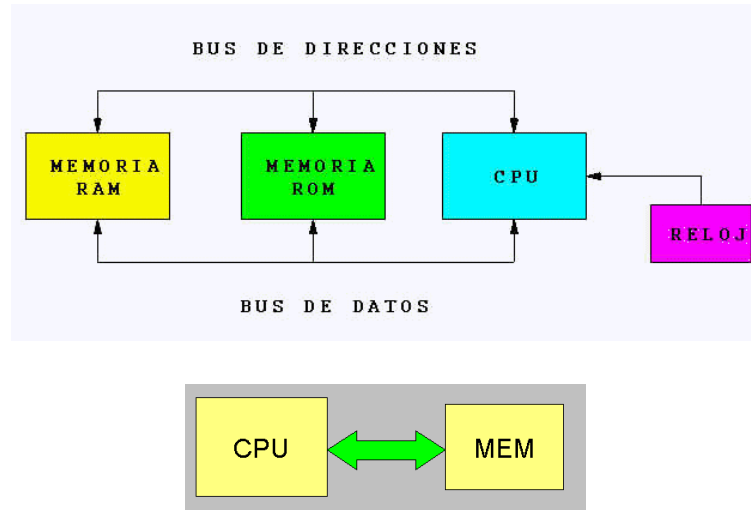 BUS DE DIRECCIONES
MEMORIA
RAM
MEMORIA
ROM
CPU
RELOJ
BUS DE DATOS
CPU
MEM